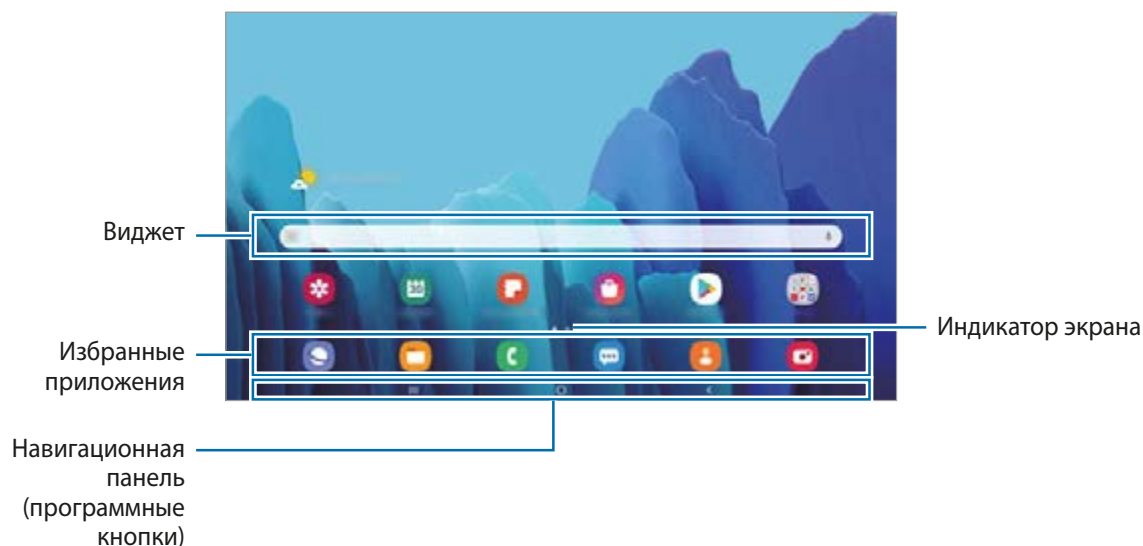 Виджет
Индикатор экрана
Избранные
приложения
Навигационная
панель
(программные
кнопки)